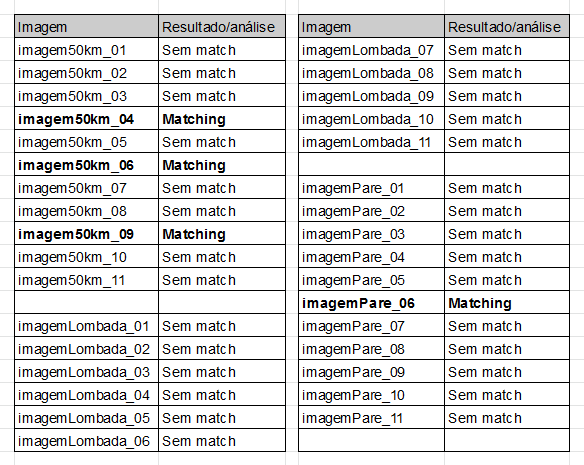 Imagem Resultado/análise
imagem50km_01 Sem match
imagem50km_02 Sem match
imagem50km_03 Sem match
imagem50km_04 Matching
imagem50km_05 Sem match
imagem50km_06 Matching
imagem50km_07 Sem match
imagem50km_08 Sem match
imagem50km_09 Matching
imagem50km_10 Sem match
imagem50km_11 Sem match
imagemLombada_01 Sem match
imagemLombada_02 Sem match
imagemLombada_03 Sem match
imagemLombada_04 Sem match
imagemLombada_05 Sem match
imagemLombada_06 Sem match
Imagem Resultado/análise
imagemLombada_07 Sem match
imagemLombada_08 Sem match
imagemLombada_09 Sem match
imagemLombada_10 Sem match
imagemLombada_11 Sem match
imagemPare_01 Sem match
imagemPare_02 Sem match
imagemPare_03 Sem match
imagemPare_04 Sem match
imagemPare_05 Sem match
imagemPare_06 Matching
imagemPare_07 Sem match
imagemPare_08 Sem match
imagemPare_09 Sem match
imagemPare_10 Sem match
imagemPare_11 Sem match